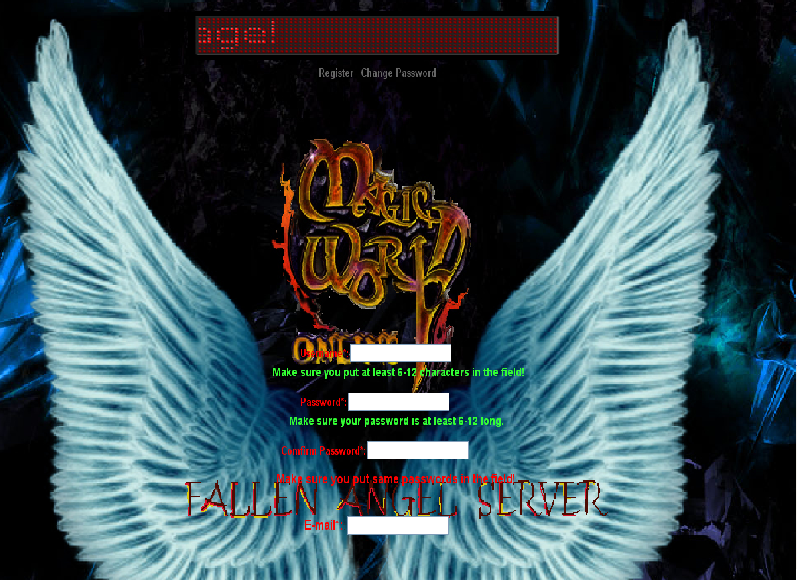 age!
Register Change Password
MAGIC
WORLD
ONLINE
Username*:
Make sure you put at least 6-12 characters in the field!
Password*:
Make sure your password is at least 6-12 long.
Confirm Password*:
Make sure you put same passwords in the field!
FALLEN ANGEL SERVER
E-mail*